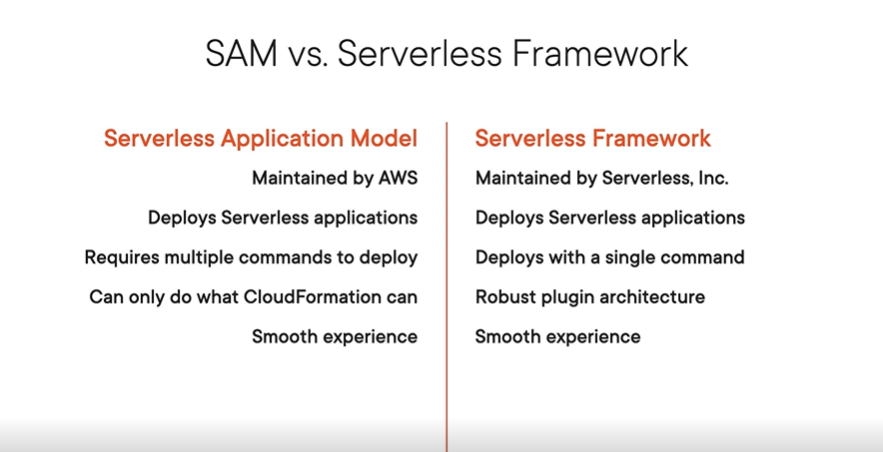 SAM vs. Serverless Framework
Serverless Application Model
Maintained by AWS
Deploys Serverless applications
Requires multiple commands to deploy
Can only do what CloudFormation can
Smooth experience
Serverless Framework
Maintained by Serverless, Inc.
Deploys Serverless applications
Deploys with a single command
Robust plugin architecture
Smooth experience